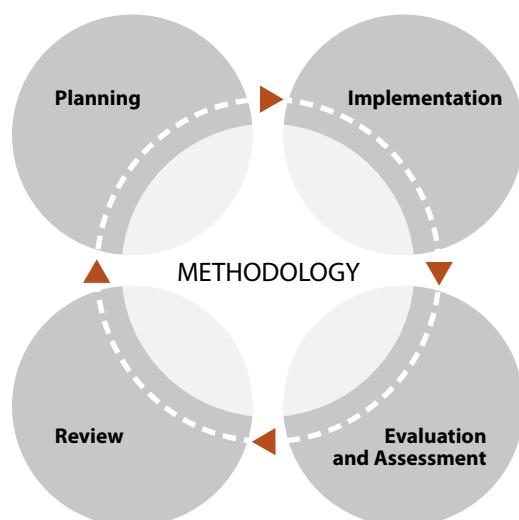 Planning
Implementation
METHODOLOGY
Review
Evaluation
and Assessment